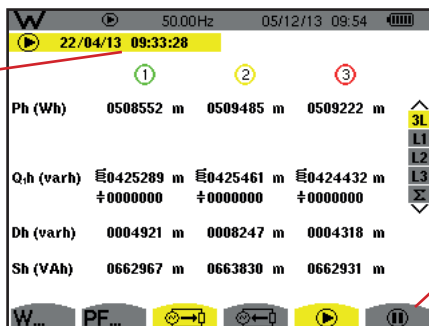 W 50.00Hz 05/12/13 09:54
22/04/13 09:33:28
1 2 3
Ph (Wh) 0508552 m 0509485 m 0509222 m
3L
L1
L2
L3
Σ
Q₁h (varh) 0425289 m 0425461 m 0424432 m
0000000 0000000 0000000
Dh (varh) 0004921 m 0008247 m 0004318 m
Sh (VAh) 0662967 m 0663830 m 0662931 m
W... PF...